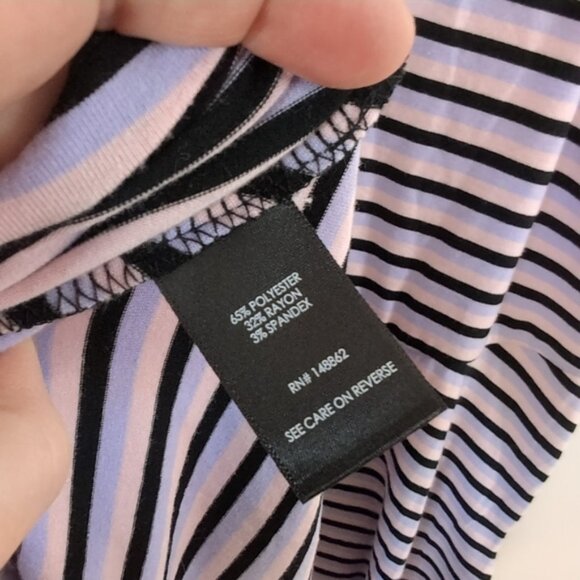 65% POLYESTER
32% RAYON
3% SPANDEX
RN# 148862
SEE CARE ON REVERSE